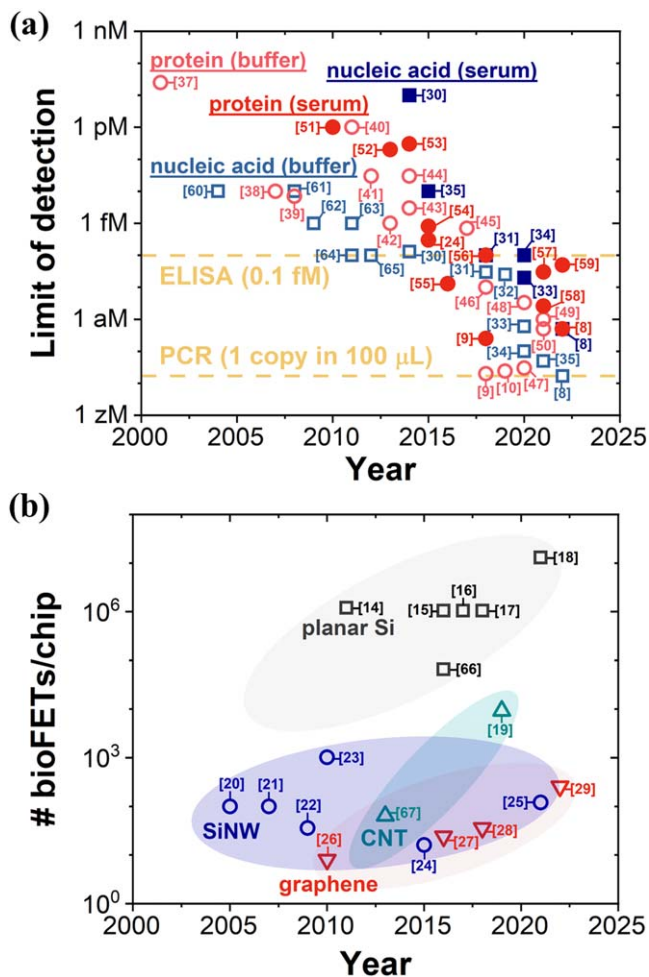 (a)
1 nM
protein (buffer)
nucleic acid (serum)
[37]
[30]
protein (serum)
1 pM
[51]
[40]
[53]
[52]
nucleic acid (buffer)
[44]
[41]
[60]
[38]
[61]
[35]
[39]
[43]
1 fM
[62]
[63]
[54]
[45]
[42]
[24]
[31]
[34]
[57]
[64]
[65]
[30]
[56]
[59]
ELISA (0.1 fM)
[31]
[32]
[33]
[55]
[46]
[48]
[58]
[49]
1 aM
[33]
[8]
[9]
[50]
[8]
PCR (1 copy in 100 μL)
[34]
[35]
[9]
[10]
[47]
[8]
1 zM
Limit of detection
2000 2005 2010 2015 2020 2025
Year
(b)
[18]
[16]
10⁶
[14]
[15]
[17]
planar Si
[66]
[19]
10³
[23]
[20]
[21]
[29]
[22]
[25]
SiNW
[67]
CNT
[26]
[27]
[28]
[24]
graphene
10⁰
# bioFETs/chip
2000 2005 2010 2015 2020 2025
Year